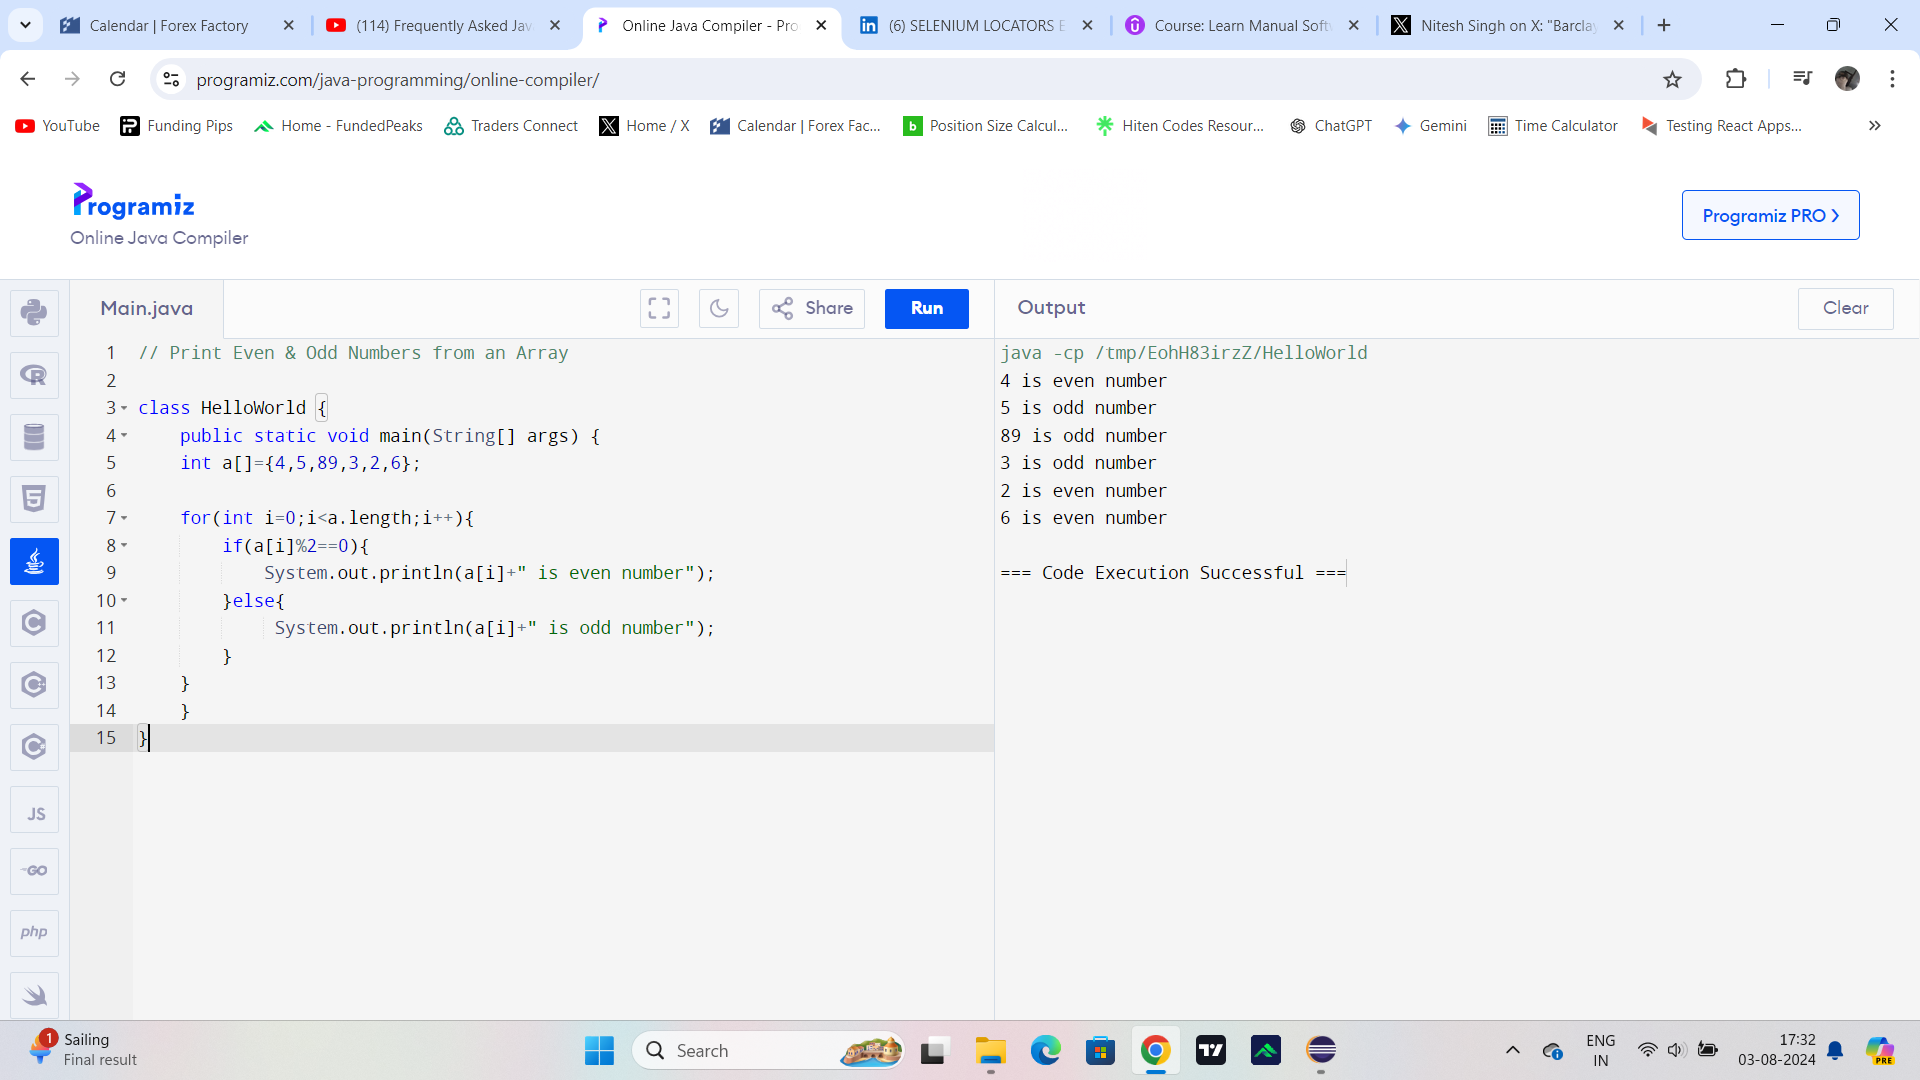 Calendar | Forex Factory
(114) Frequently Asked Jav
Online Java Compiler - Pro
(6) SELENIUM LOCATORS E
Course: Learn Manual Soft
Nitesh Singh on X: "Barclay
programiz.com/java-programming/online-compiler/
YouTube
Funding Pips
Home - FundedPeaks
Traders Connect
Home / X
Calendar | Forex Fac...
Position Size Calcul...
Hiten Codes Resour...
ChatGPT
Gemini
Time Calculator
Testing React Apps...
Programiz
Online Java Compiler
Programiz PRO
Main.java
Share
Run
Output
Clear
1 // Print Even & Odd Numbers from an Array
2
3 class HelloWorld {
4 public static void main(String[] args) {
5 int a[]={4,5,89,3,2,6};
6
7 for(int i=0;i<a.length;i++){
8 if(a[i]%2==0){
9 System.out.println(a[i]+" is even number");
10 }else{
11 System.out.println(a[i]+" is odd number");
12 }
13 }
14 }
15 }
java -cp /tmp/EohH83irzZ/HelloWorld
4 is even number
5 is odd number
89 is odd number
3 is odd number
2 is even number
6 is even number
=== Code Execution Successful ===
R
5
C
C
C
JS
GO
php
1
Sailing
Final result
Search
ENG
IN
17:32
03-08-2024
PRE